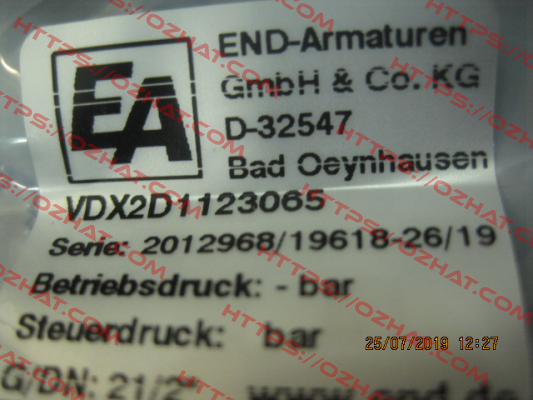 EA
END-Armaturen
GmbH & Co. KG
D-32547
Bad Oeynhausen
VDX2D1123065
Serie: 2012968/19618-26/19
Betriebsdruck: - bar
Steuerdruck: bar
G/DN: 21/2"
25/07/2019 12:27
HTTPS://OZHAT.COM